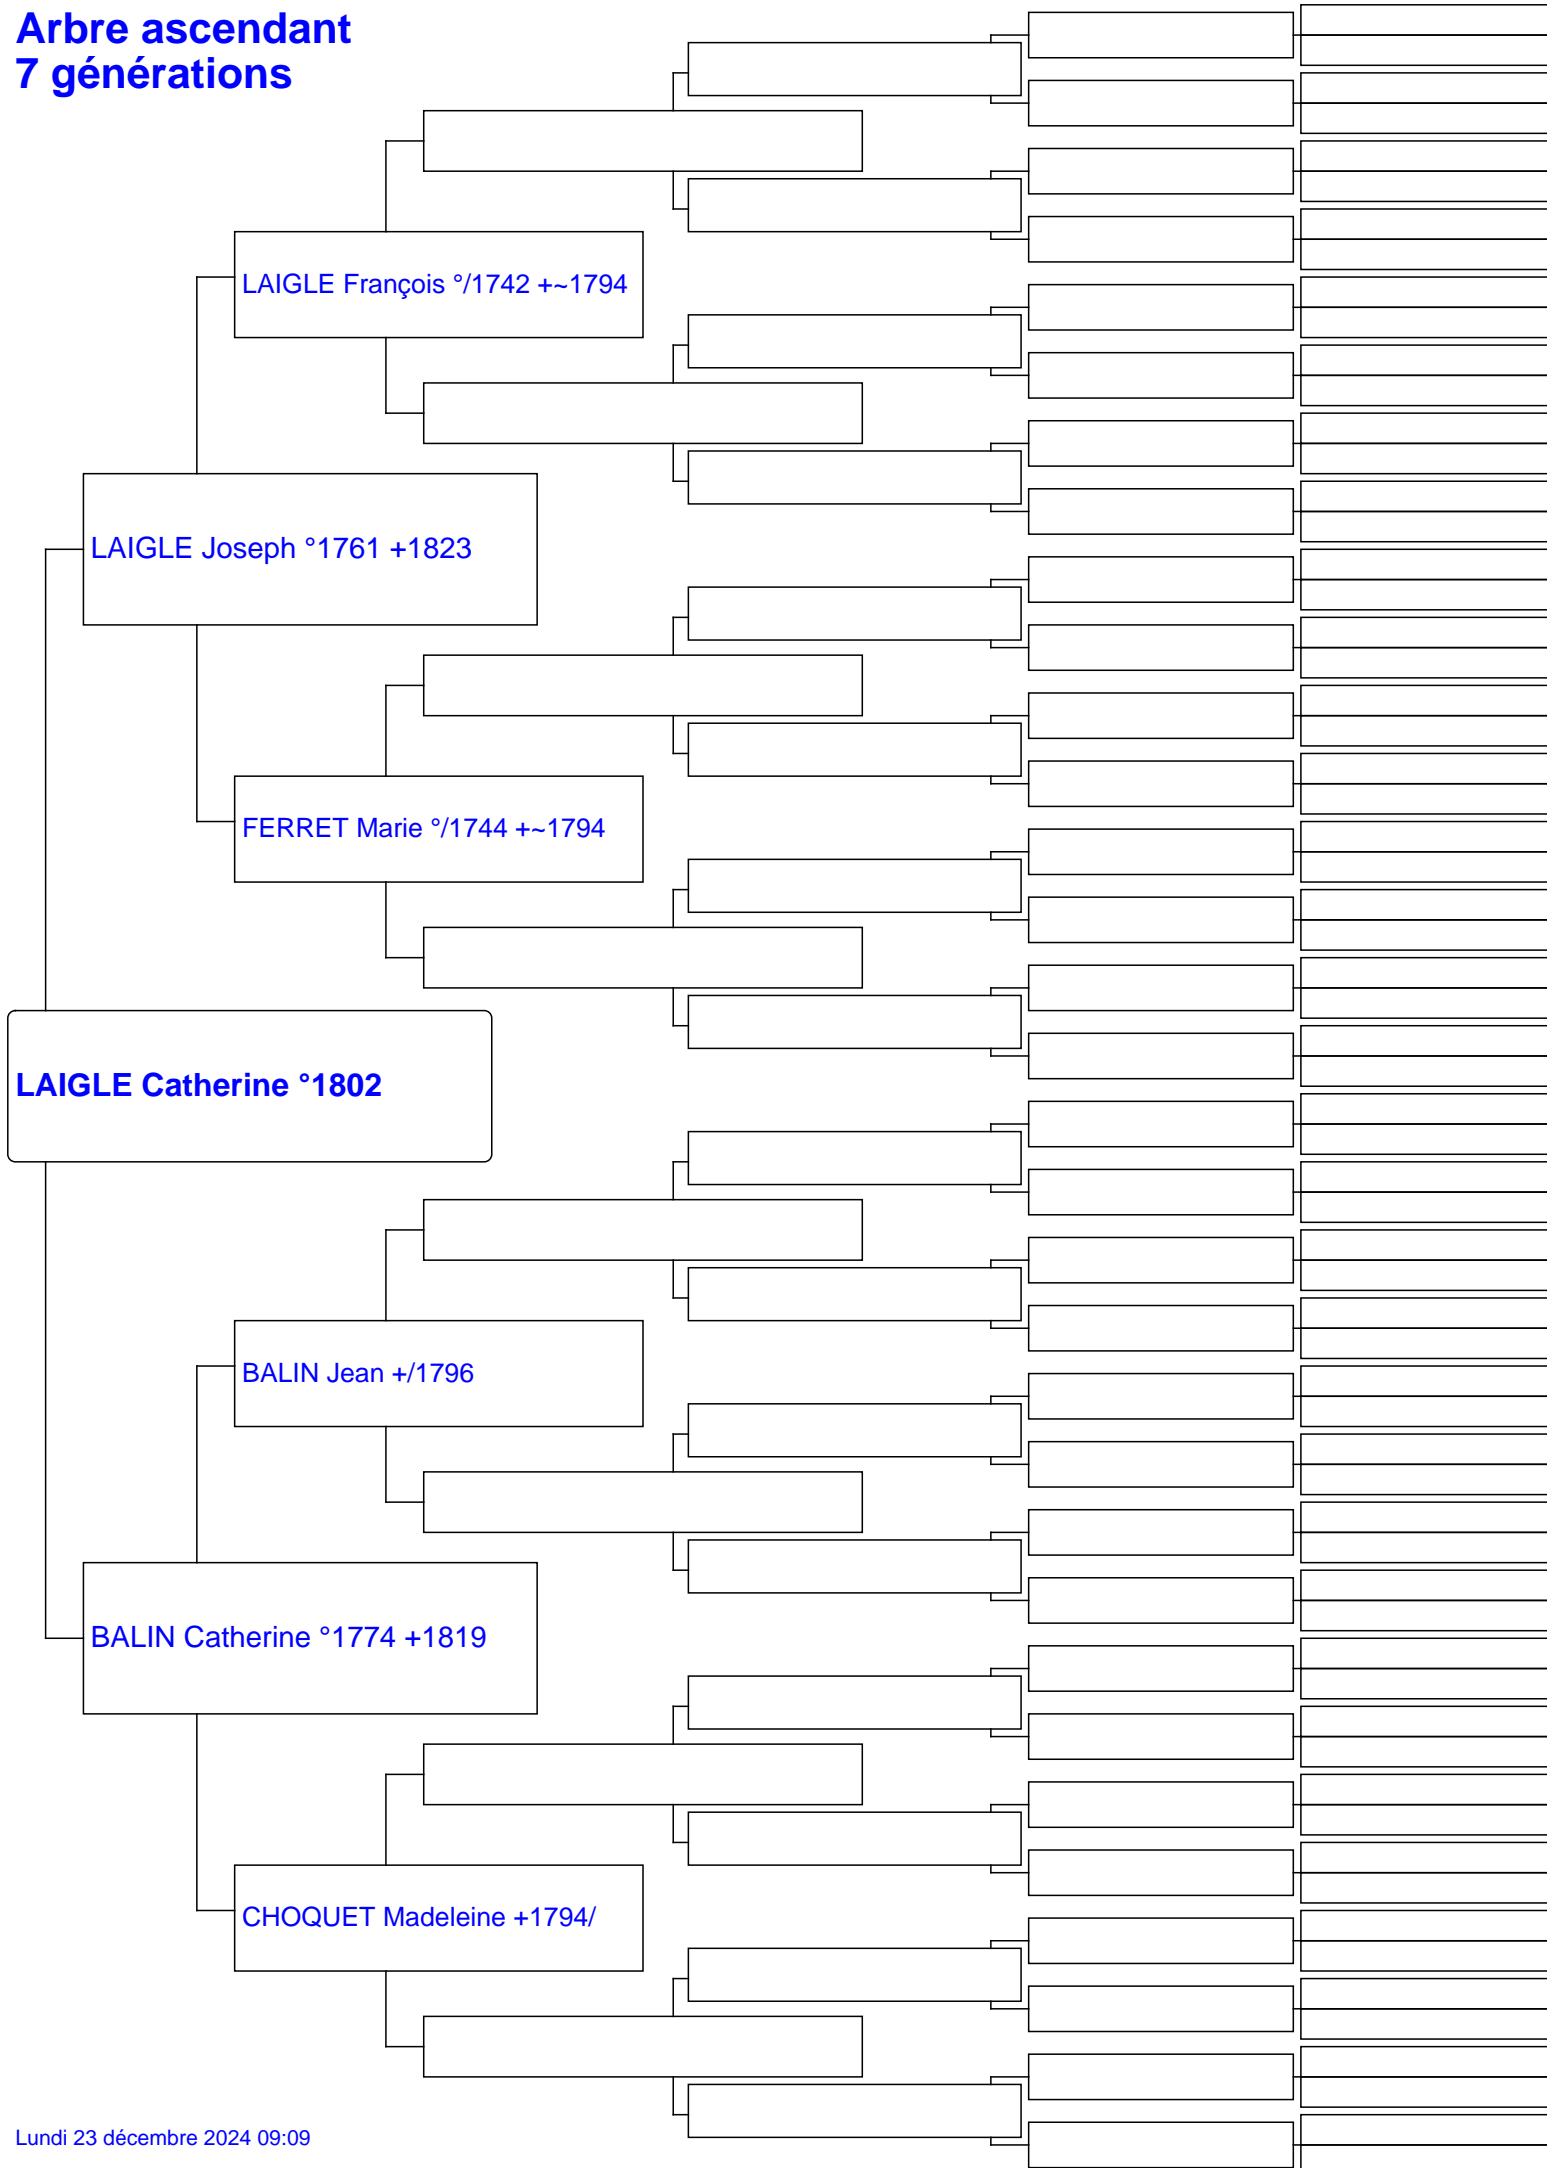 Arbre ascendant
7 générations
LAIGLE François °/1742 +~1794
LAIGLE Joseph °1761 +1823
FERRET Marie °/1744 +~1794
LAIGLE Catherine °1802
BALIN Jean +/1796
BALIN Catherine °1774 +1819
CHOQUET Madeleine +1794/
Lundi 23 décembre 2024 09:09